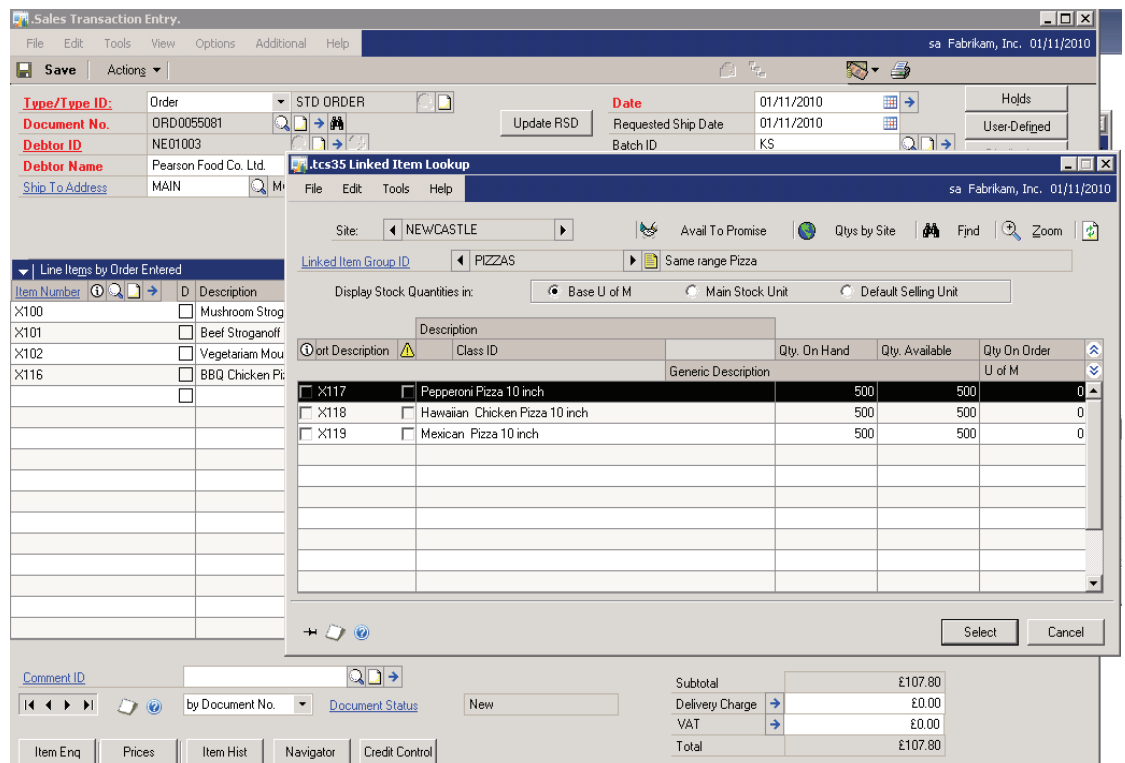 .Sales Transaction Entry.
File Edit Tools View Options Additional Help sa Fabrikam, Inc. 01/11/2010
Save Actions
Type/Type ID: Order STD ORDER Date 01/11/2010 Holds
Document No. ORD0055081 Update RSD Requested Ship Date 01/11/2010 User-Defined
Debtor ID NE01003 Batch ID KS
Debtor Name Pearson Food Co. Ltd.
Ship To Address MAIN M
.tcs35 Linked Item Lookup
File Edit Tools Help sa Fabrikam, Inc. 01/11/2010
Site: NEWCASTLE Avail To Promise Qtys by Site Find Zoom
Linked Item Group ID PIZZAS Same range Pizza
Display Stock Quantities in: Base U of M Main Stock Unit Default Selling Unit
Description
ort Description Class ID Qty. On Hand Qty. Available Qty On Order
Generic Description U of M
X117 Pepperoni Pizza 10 inch 500 500 0
X118 Hawaiian Chicken Pizza 10 inch 500 500 0
X119 Mexican Pizza 10 inch 500 500 0
Select Cancel
Line Items by Order Entered
Item Number D Description
X100 Mushroom Strog
X101 Beef Stroganoff
X102 Vegetariam Mou
X116 BBQ Chicken Piz
Comment ID
by Document No. Document Status New
Subtotal £107.80
Delivery Charge £0.00
VAT £0.00
Total £107.80
Item Enq Prices Item Hist Navigator Credit Control